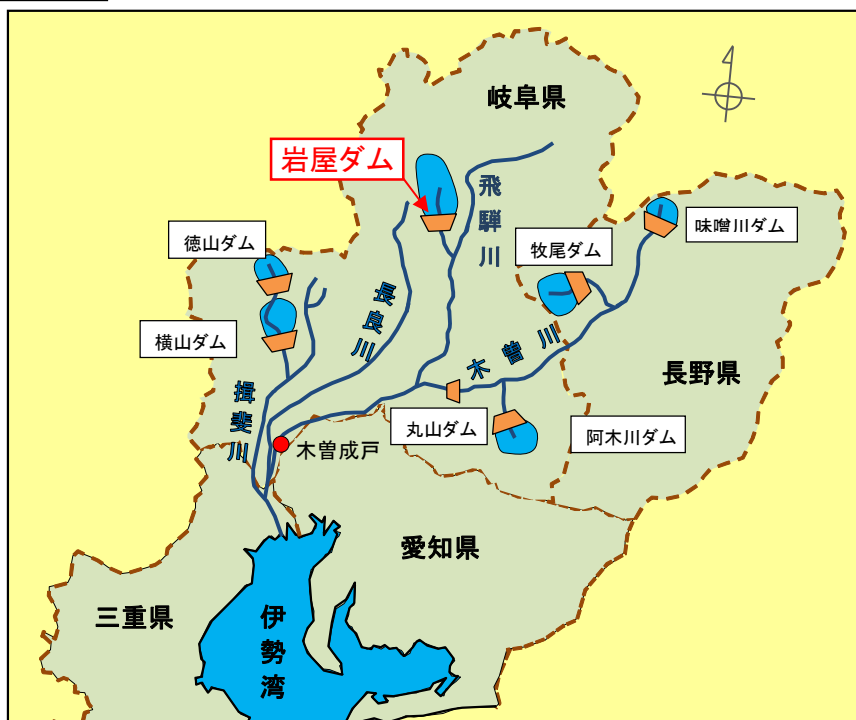 岐阜県
岩屋ダム
飛騨川
味噌川ダム
徳山ダム
牧尾ダム
長良川
横山ダム
木曽川
長野県
揖斐川
丸山ダム
阿木川ダム
木曽成戸
愛知県
三重県
伊勢湾